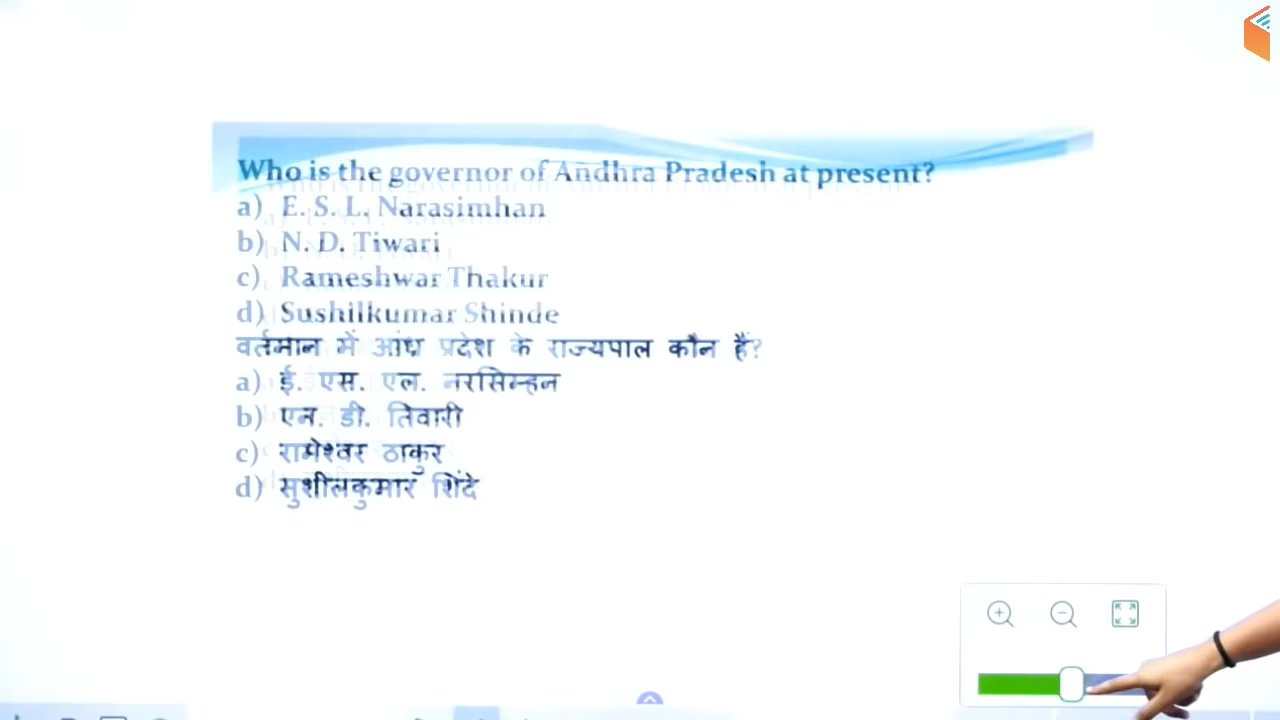 Who is the governor of Andhra Pradesh at present?
a) E. S. L. Narasimhan
b) N. D. Tiwari
c) Rameshwar Thakur
d) Sushilkumar Shinde
वर्तमान में आंध्र प्रदेश के राज्यपाल कौन हैं?
a) ई. एस. एल. नरसिम्हन
b) एन. डी. तिवारी
c) रामेश्वर ठाकुर
d) सुशीलकुमार शिंदे